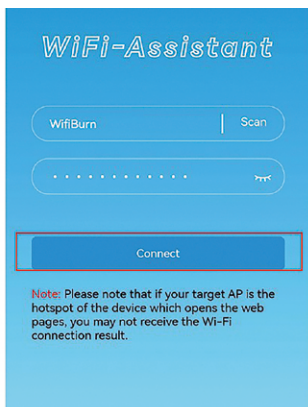 WiFi-Assistant
WifiBurn | Scan
Connect
Note: Please note that if your target AP is the
hotspot of the device which opens the web
pages, you may not receive the Wi-Fi
connection result.